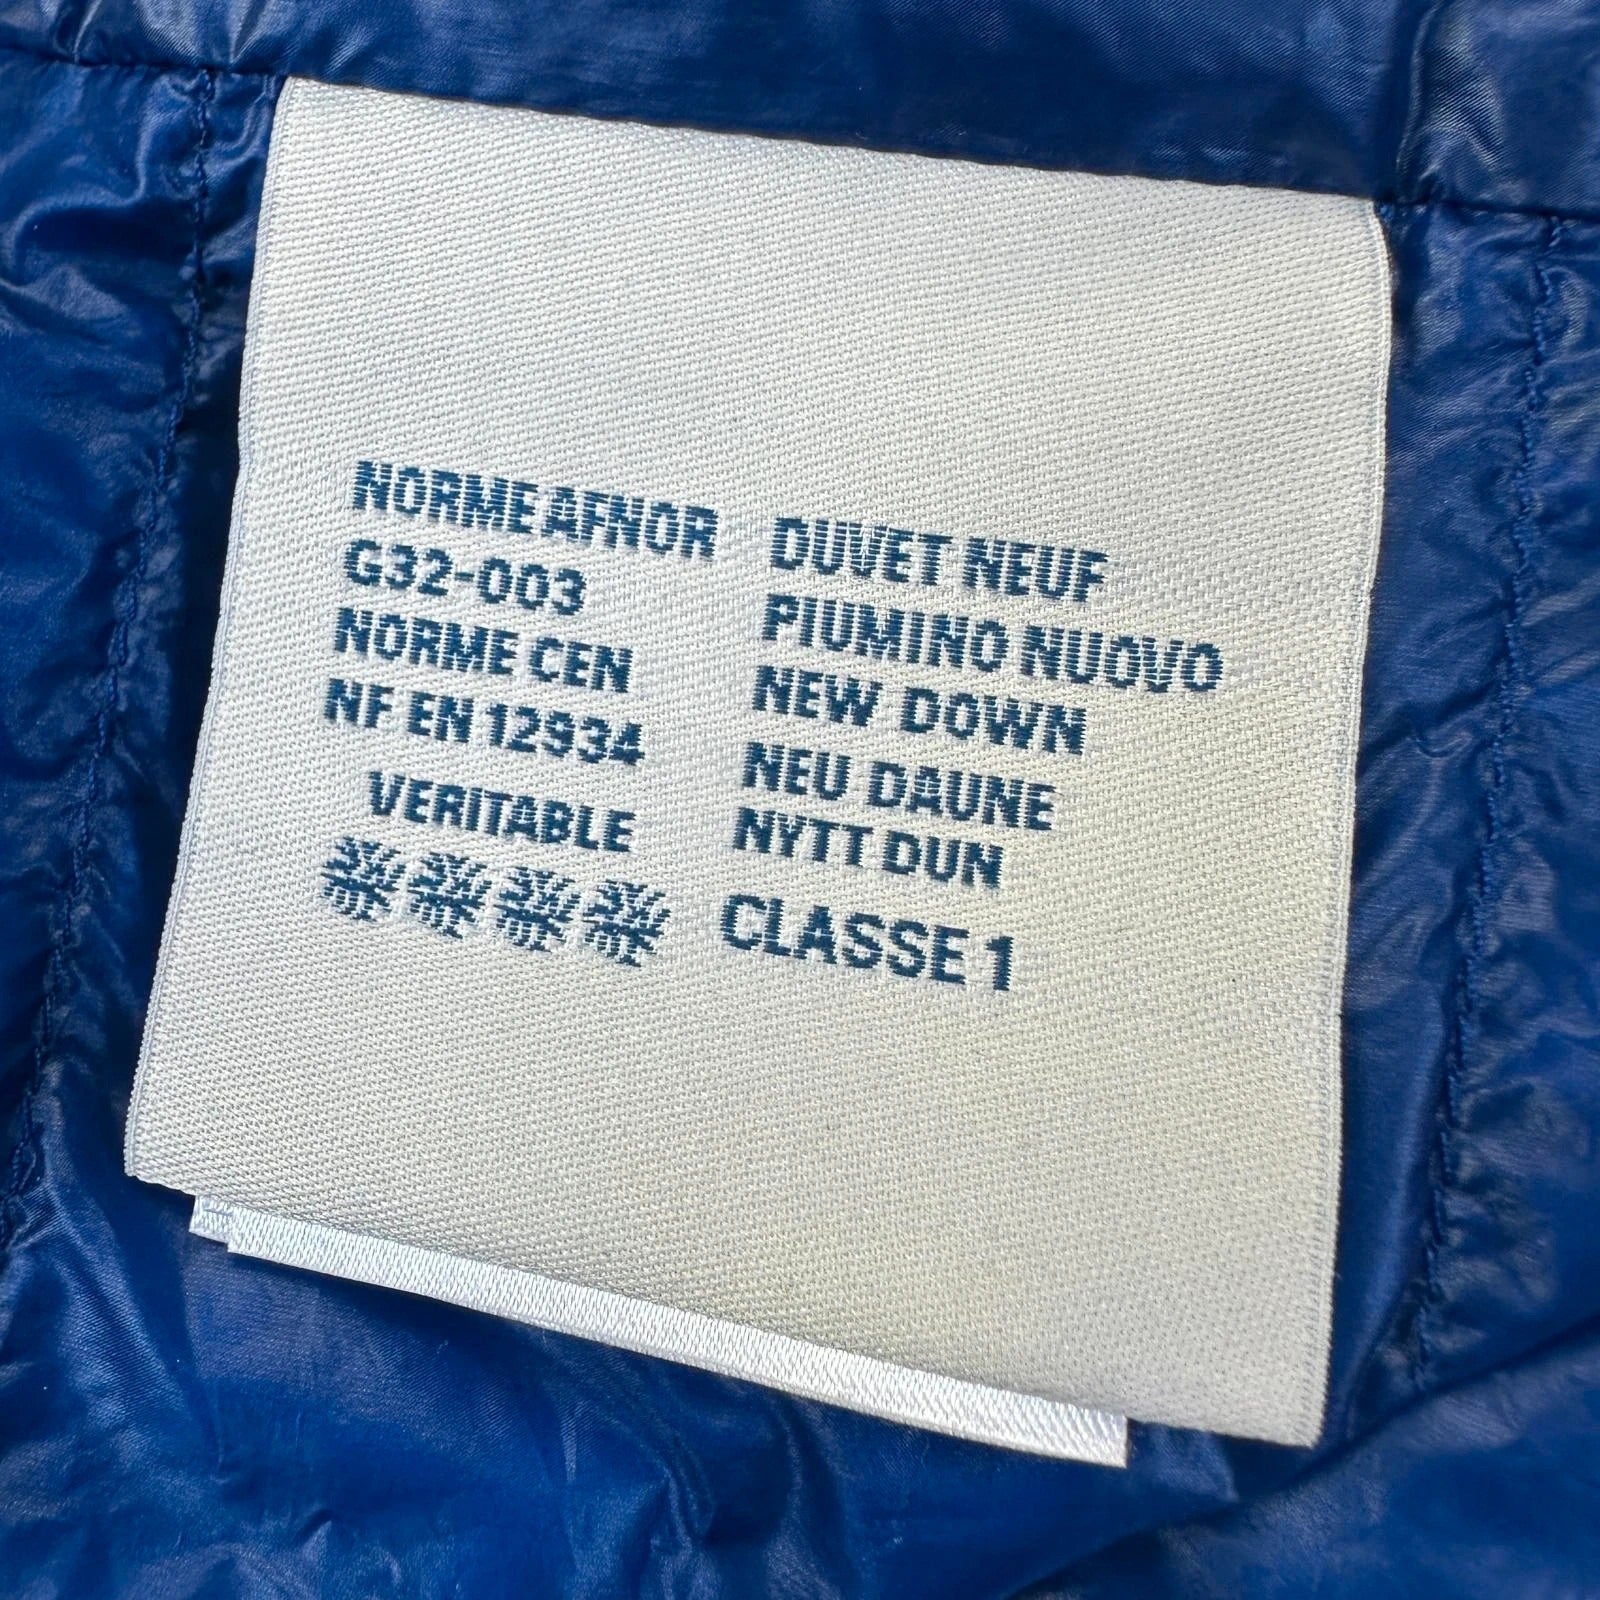 NORME AFNOR
G32-003
NORME CEN
NF EN 12934
VERITABLE
DUVET NEUF
PIUMINO NUOVO
NEW DOWN
NEU DAUNE
NYTT DUN
CLASSE 1